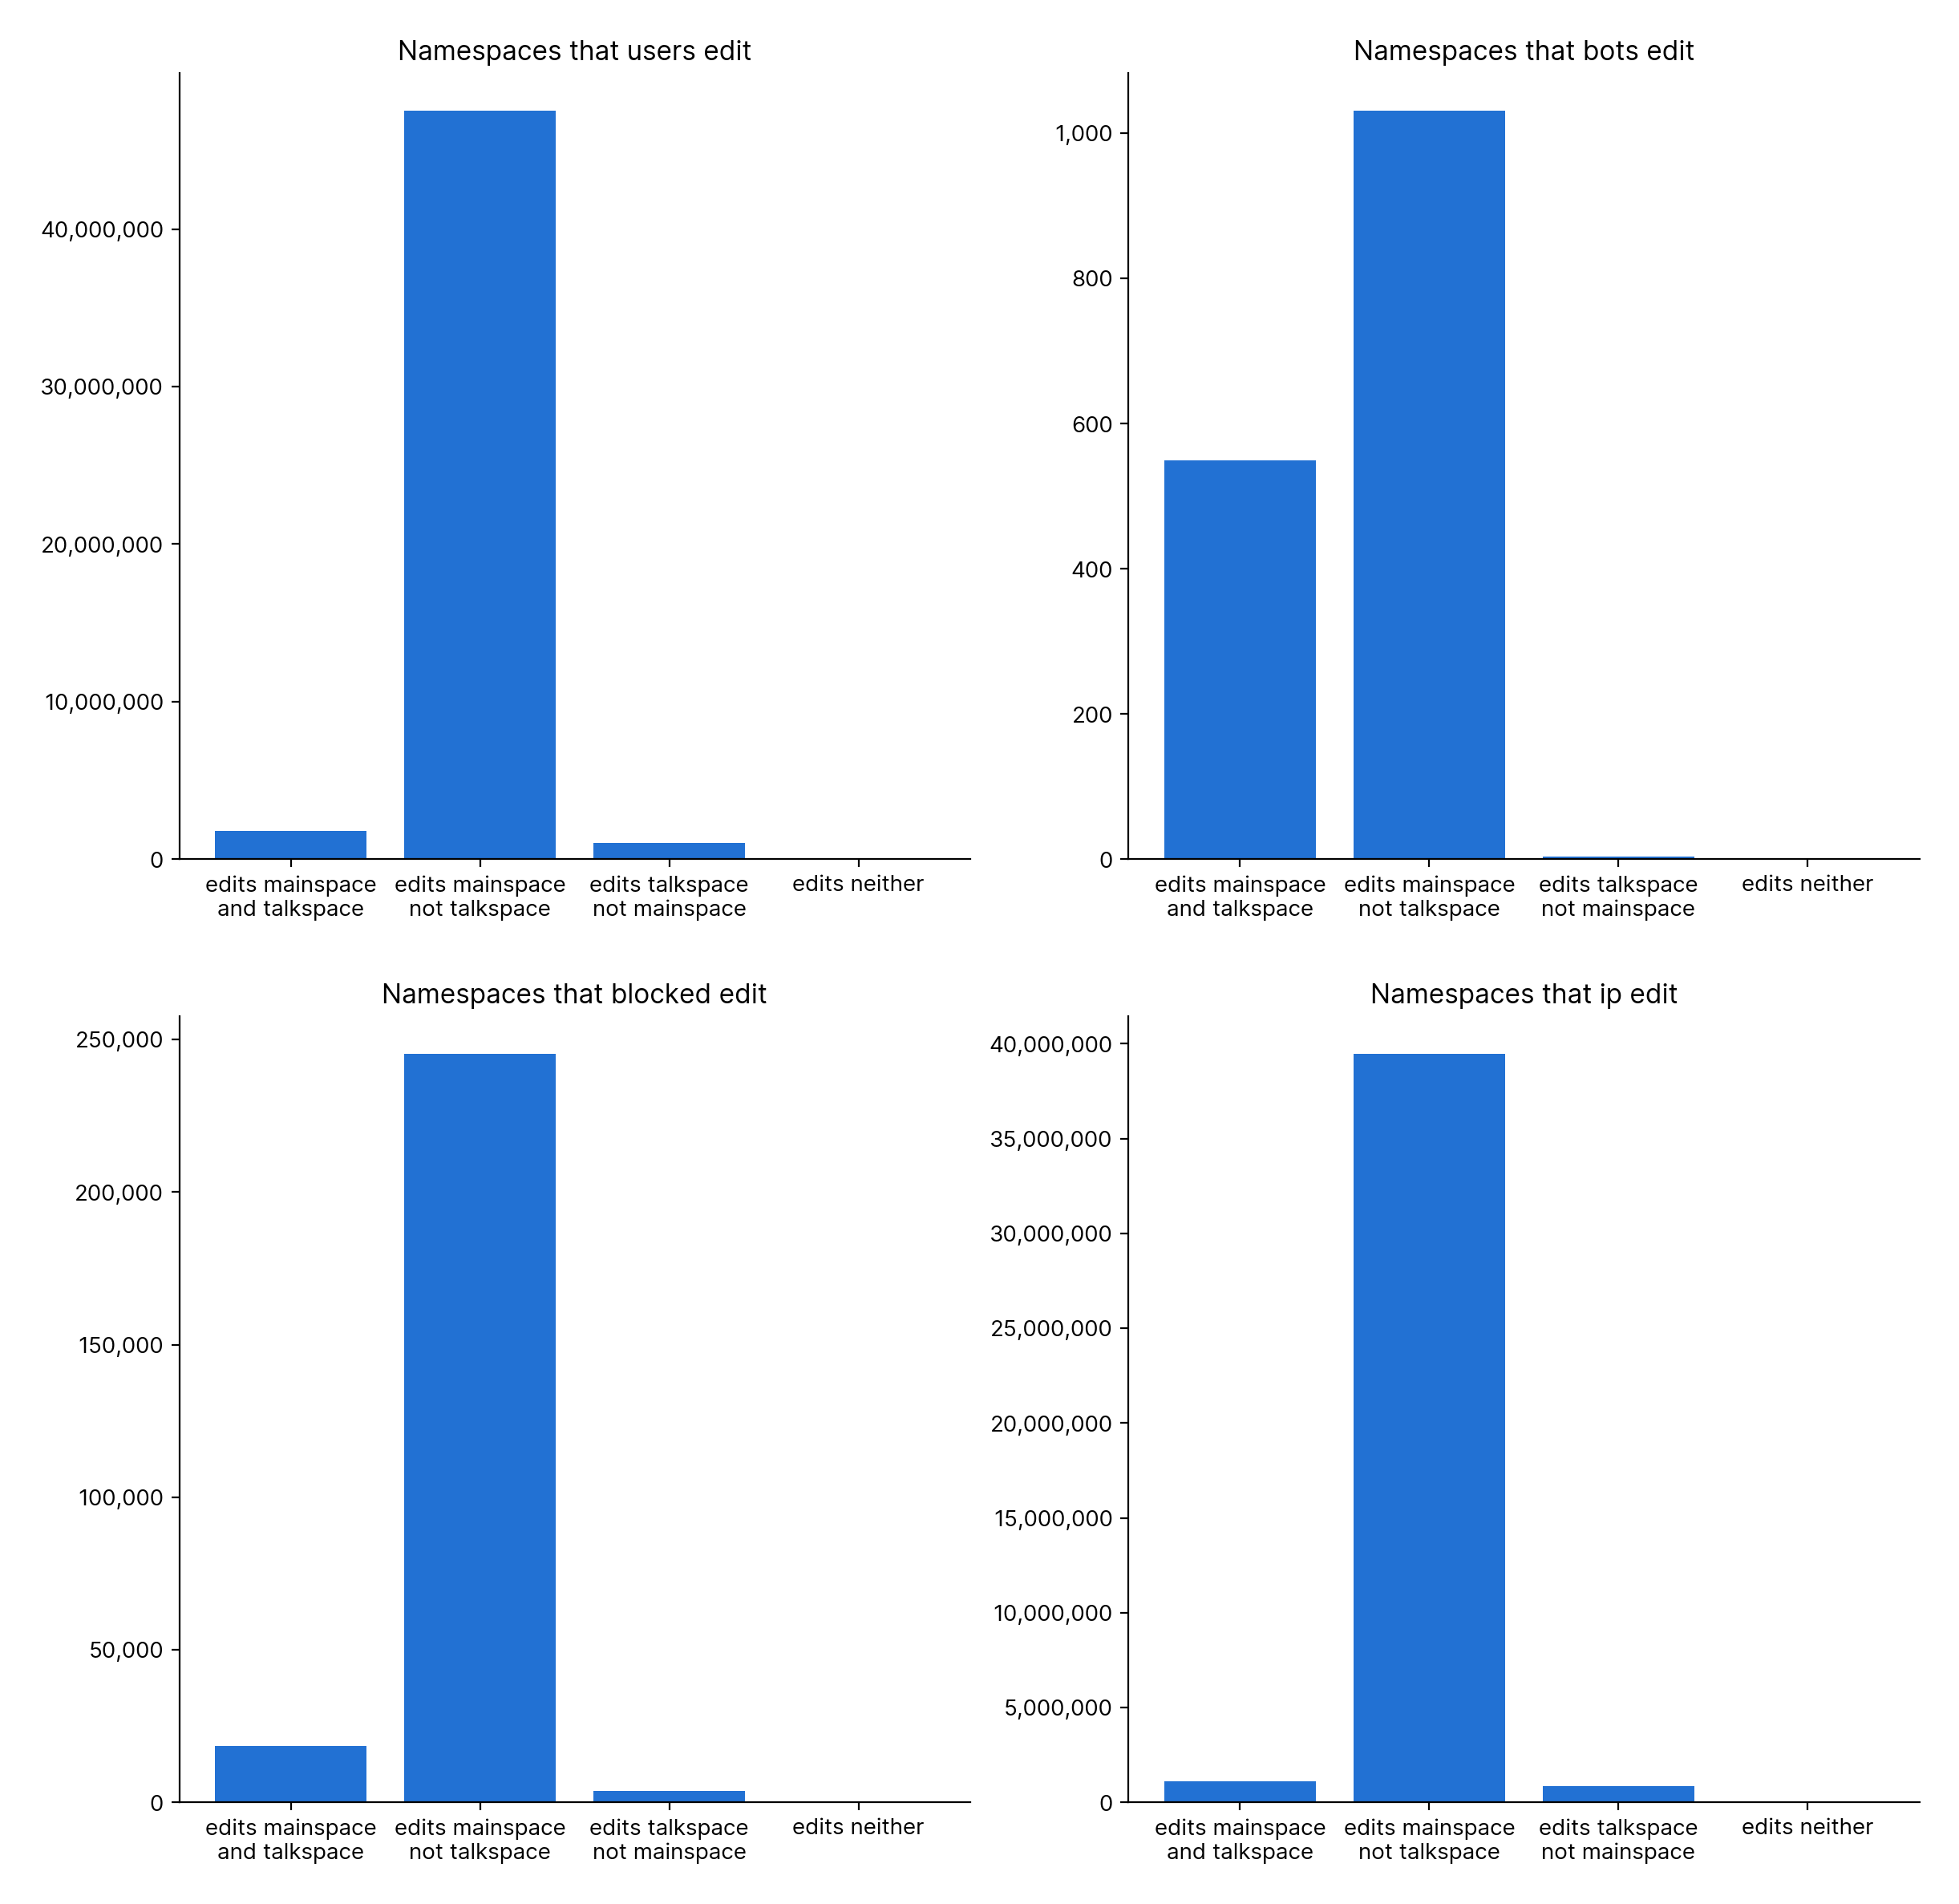 Namespaces that users edit
40,000,000
30,000,000
20,000,000
10,000,000
0
edits mainspace
and talkspace
edits mainspace
not talkspace
edits talkspace
not mainspace
edits neither
Namespaces that bots edit
1,000
800
600
400
200
0
edits mainspace
and talkspace
edits mainspace
not talkspace
edits talkspace
not mainspace
edits neither
Namespaces that blocked edit
250,000
200,000
150,000
100,000
50,000
0
edits mainspace
and talkspace
edits mainspace
not talkspace
edits talkspace
not mainspace
edits neither
Namespaces that ip edit
40,000,000
35,000,000
30,000,000
25,000,000
20,000,000
15,000,000
10,000,000
5,000,000
0
edits mainspace
and talkspace
edits mainspace
not talkspace
edits talkspace
not mainspace
edits neither